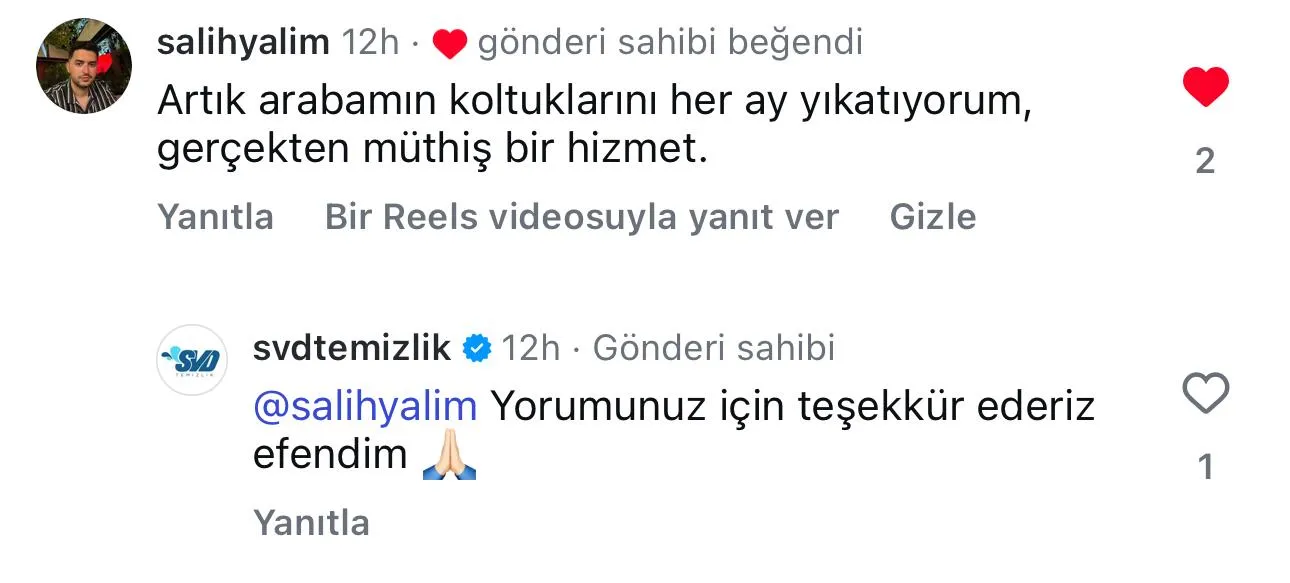 salihyalim 12h · ❤️ gönderi sahibi beğendi
Artık arabamın koltuklarını her ay yıkatıyorum,
gerçekten müthiş bir hizmet.
2
Yanıtla Bir Reels videosuyla yanıt ver Gizle
SVD
TEMİZLİK
svdtemizlik 12h · Gönderi sahibi
@salihyalim Yorumunuz için teşekkür ederiz
efendim 🙏🏻
1
Yanıtla